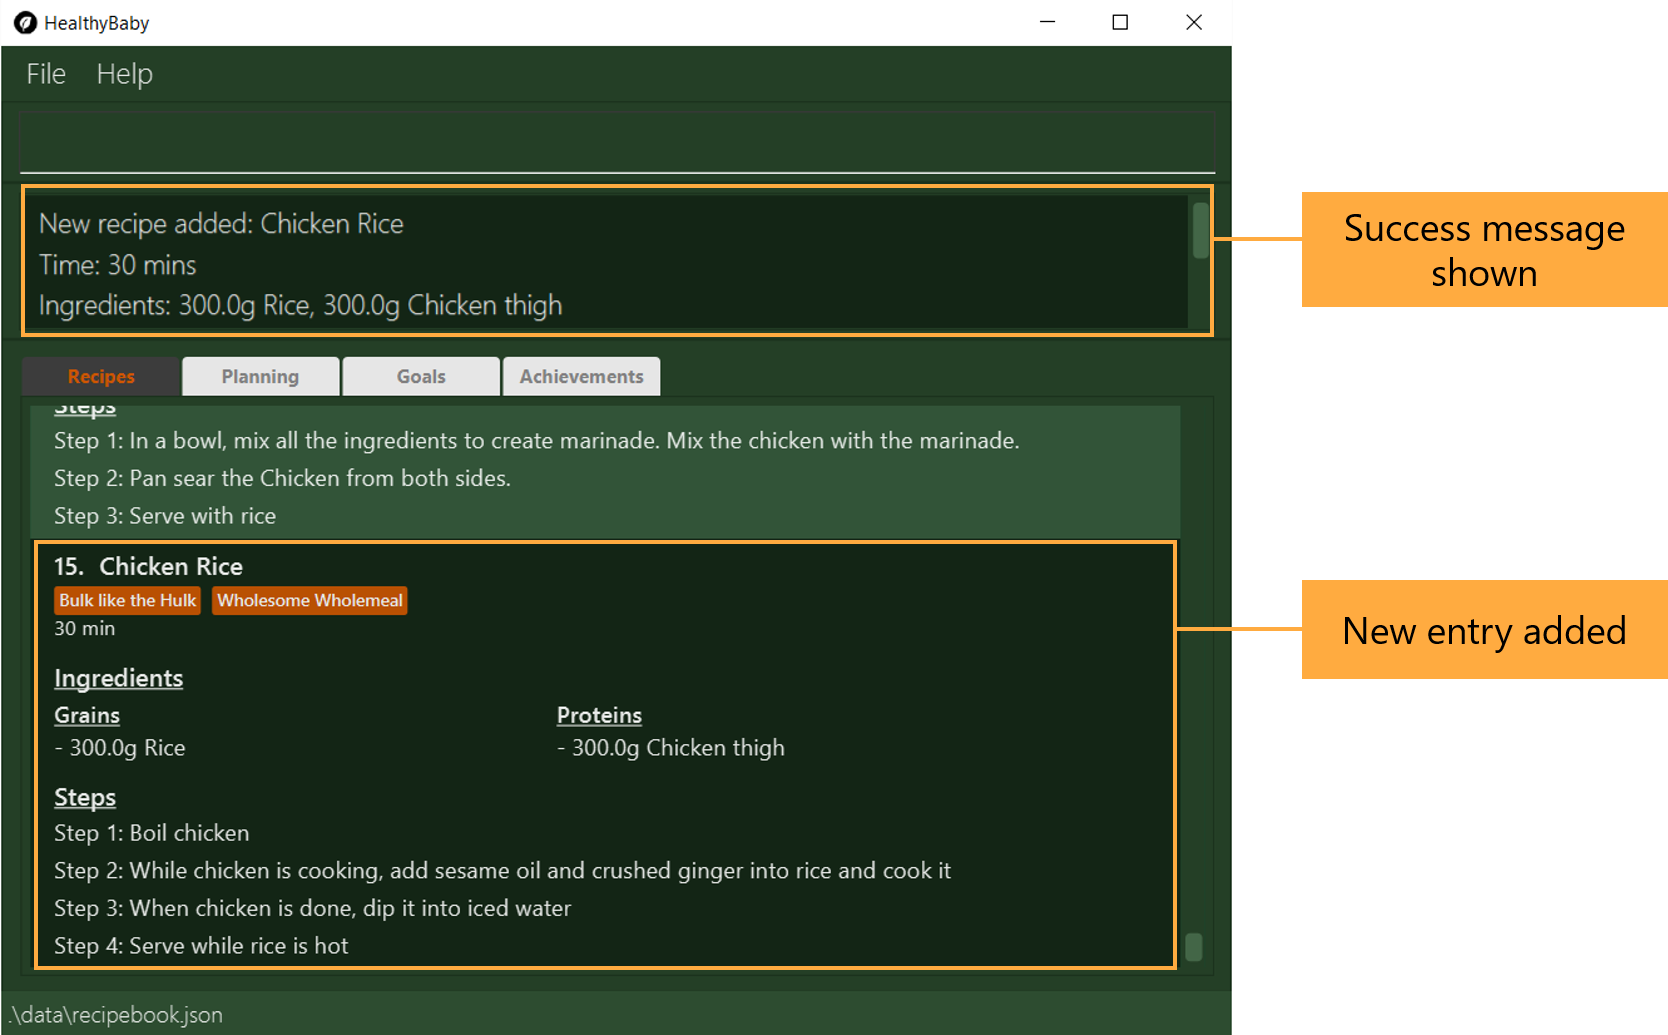 HealthyBaby
File Help
New recipe added: Chicken Rice
Time: 30 mins
Ingredients: 300.0g Rice, 300.0g Chicken thigh
Success message
shown
Recipes Planning Goals Achievements
Steps
Step 1: In a bowl, mix all the ingredients to create marinade. Mix the chicken with the marinade.
Step 2: Pan sear the Chicken from both sides.
Step 3: Serve with rice
15. Chicken Rice
Bulk like the Hulk Wholesome Wholemeal
30 min
New entry added
Ingredients
Grains Proteins
- 300.0g Rice - 300.0g Chicken thigh
Steps
Step 1: Boil chicken
Step 2: While chicken is cooking, add sesame oil and crushed ginger into rice and cook it
Step 3: When chicken is done, dip it into iced water
Step 4: Serve while rice is hot
.\data\recipebook.json